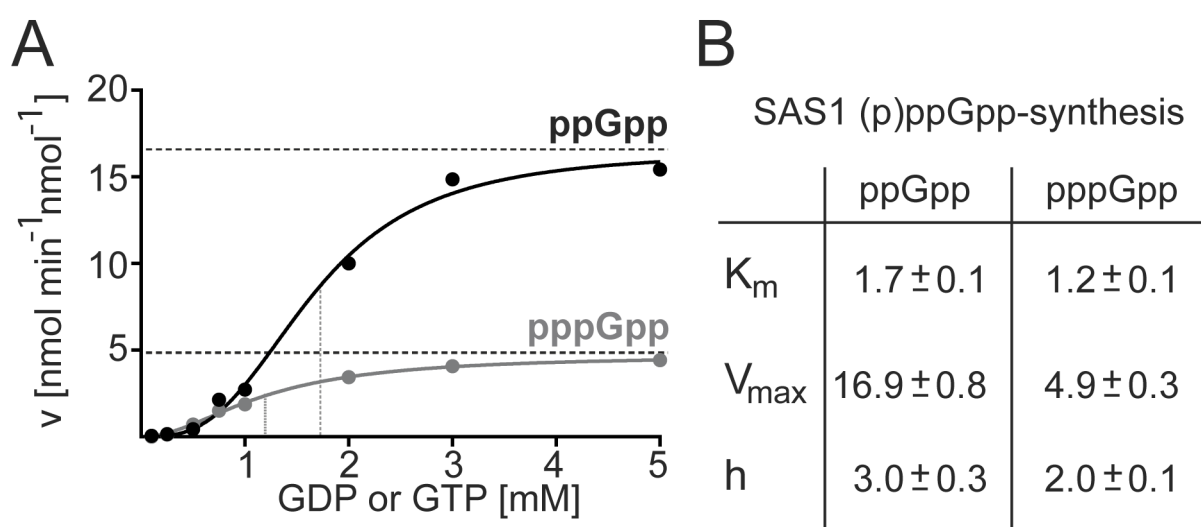 A
v [nmol min⁻¹nmol⁻¹]
20
15
10
5
ppGpp
pppGpp
1 2 3 4 5
GDP or GTP [mM]
B
SAS1 (p)ppGpp-synthesis
ppGpp pppGpp
Kₘ 1.7±0.1 1.2±0.1
Vₘₐₓ 16.9±0.8 4.9±0.3
h 3.0±0.3 2.0±0.1